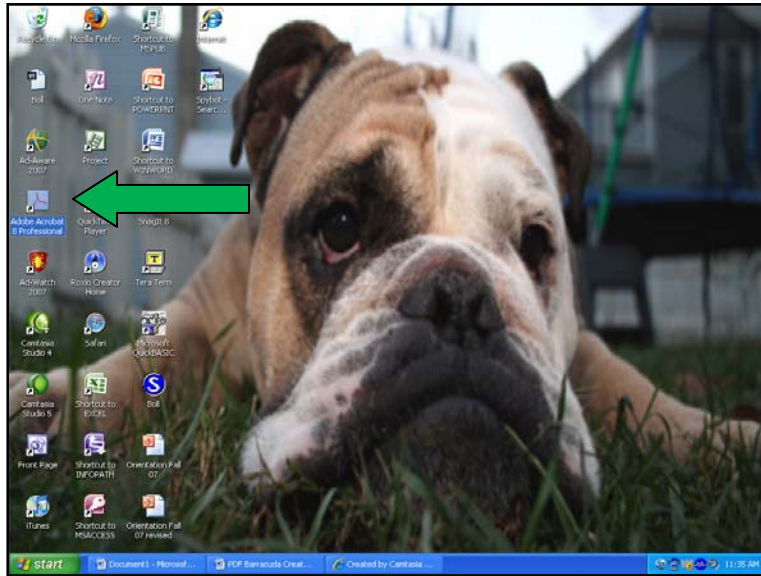 Recycle Bin
Mozilla Firefox
Shortcut to
MSPUB
Internet
Boll
One Note
Shortcut to
POWERPNT
Spybot -
Searc...
Ad-Aware
2007
Project
Shortcut to
WINWORD
Adobe Acrobat
8 Professional
QuickTime
Player
SnagIt 8
Ad-Watch
2007
Roxio Creator
Home
Tera Term
Camtasia
Studio 4
Safari
Microsoft
QuickBASIC
Camtasia
Studio 5
Shortcut to
EXCEL
Boll
Front Page
Shortcut to
INFOPATH
Orientation Fall
07
iTunes
Shortcut to
MSACCESS
Orientation Fall
07 revised
start
Document1 - Microsof...
PDF Barracuda Creat...
Created by Camtasia ...
11:35 AM